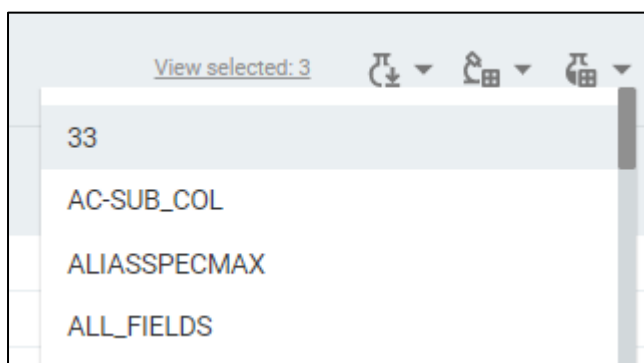 View selected: 3
33
AC-SUB_COL
ALIASSPECMAX
ALL_FIELDS